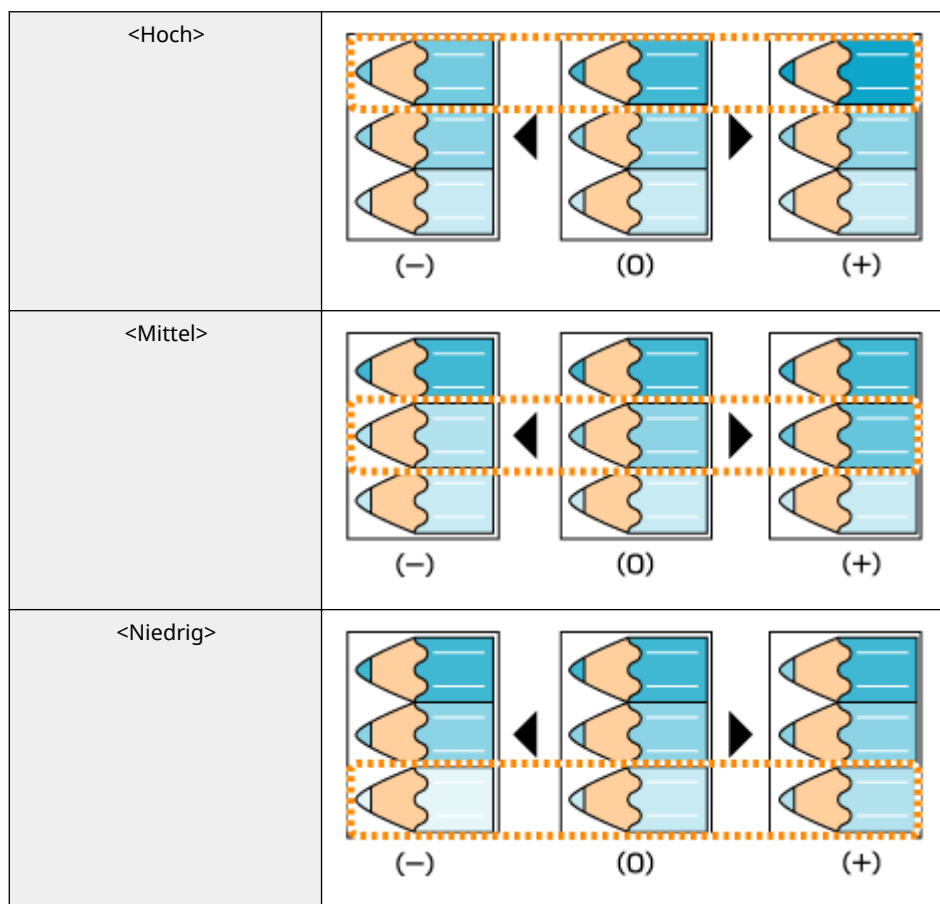 <Hoch>
(–) (0) (+)
<Mittel>
(–) (0) (+)
<Niedrig>
(–) (0) (+)